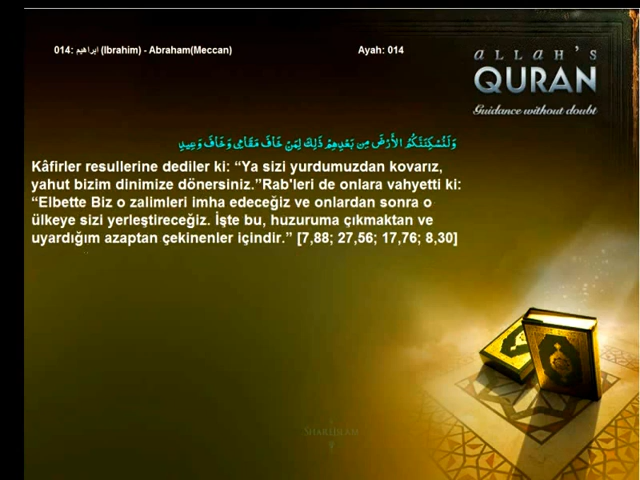 014: ابراهيم (Ibrahim) - Abraham(Meccan) Ayah: 014
ALLAH'S
QURAN
Guidance without doubt
وَلَنُسْكِنَنَّكُمُ الأَرْضَ مِن بَعْدِهِمْ ذَلِكَ لِمَنْ خَافَ مَقَامِي وَخَافَ وَعِيدِ
Kâfirler resullerine dediler ki: “Ya sizi yurdumuzdan kovarız,
yahut bizim dinimize dönersiniz.”Rab'leri de onlara vahyetti ki:
“Elbette Biz o zalimleri imha edeceğiz ve onlardan sonra o
ülkeye sizi yerleştireceğiz. İşte bu, huzuruma çıkmaktan ve
uyardığım azaptan çekinenler içindir.” [7,88; 27,56; 17,76; 8,30]